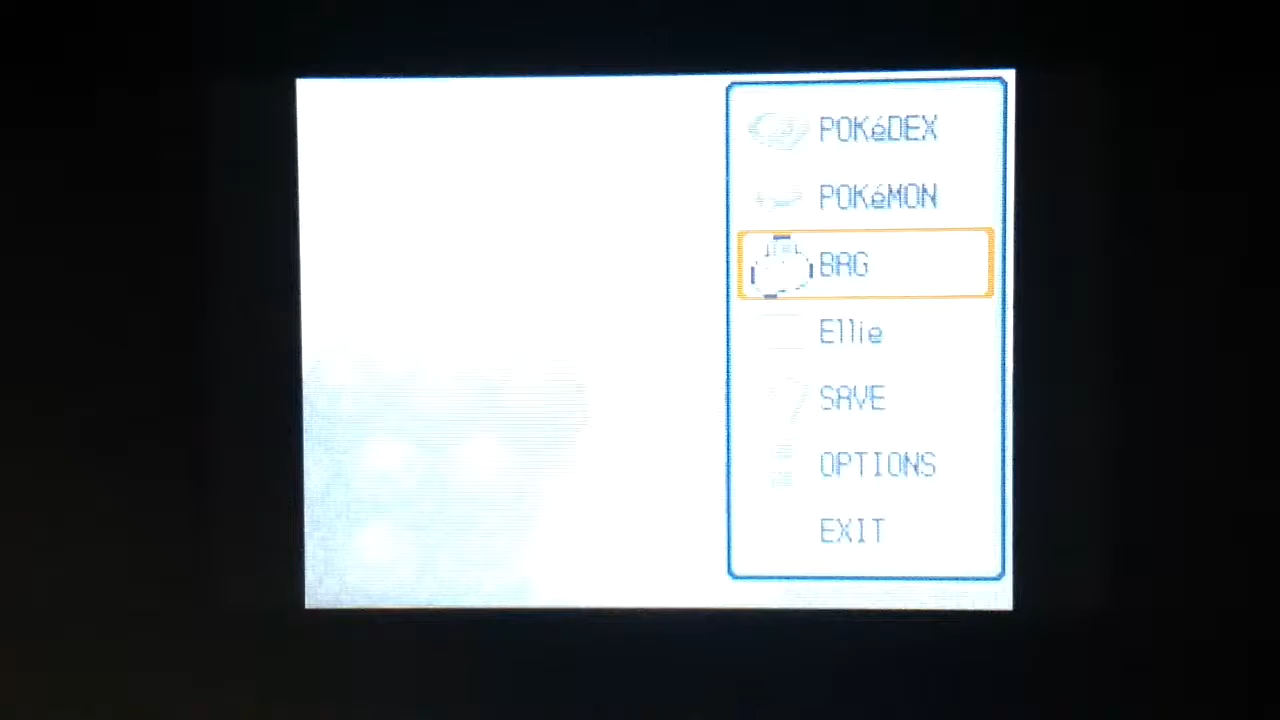 POKéDEX
POKéMON
BAG
Ellie
SAVE
OPTIONS
EXIT